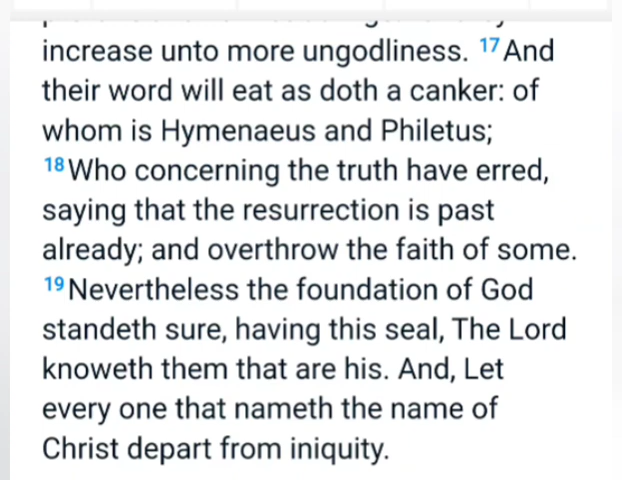 increase unto more ungodliness. 17 And
their word will eat as doth a canker: of
whom is Hymenaeus and Philetus;
18 Who concerning the truth have erred,
saying that the resurrection is past
already; and overthrow the faith of some.
19 Nevertheless the foundation of God
standeth sure, having this seal, The Lord
knoweth them that are his. And, Let
every one that nameth the name of
Christ depart from iniquity.